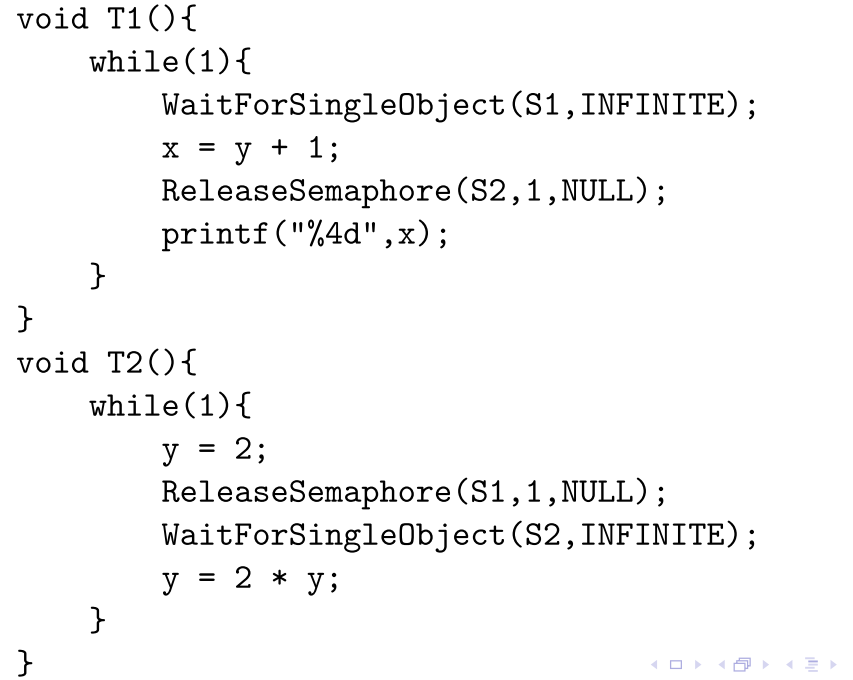 void T1(){
    while(1){
        WaitForSingleObject(S1,INFINITE);
        x = y + 1;
        ReleaseSemaphore(S2,1,NULL);
        printf("%4d",x);
    }
}
void T2(){
    while(1){
        y = 2;
        ReleaseSemaphore(S1,1,NULL);
        WaitForSingleObject(S2,INFINITE);
        y = 2 * y;
    }
}